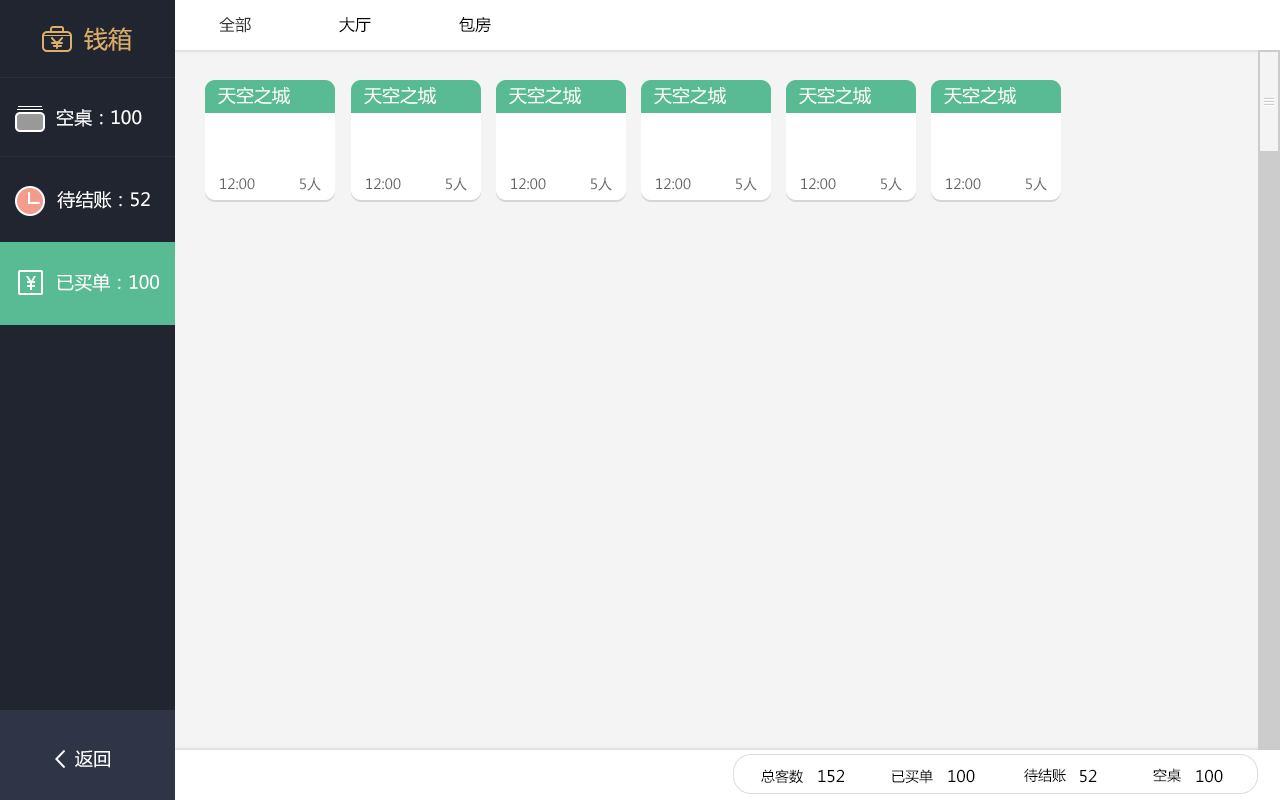 钱箱
空桌：100
待结账：52
已买单：100
返回
全部 大厅 包房
天空之城 天空之城 天空之城 天空之城 天空之城 天空之城
12:00 5人 12:00 5人 12:00 5人 12:00 5人 12:00 5人 12:00 5人
总客数 152 已买单 100 待结账 52 空桌 100